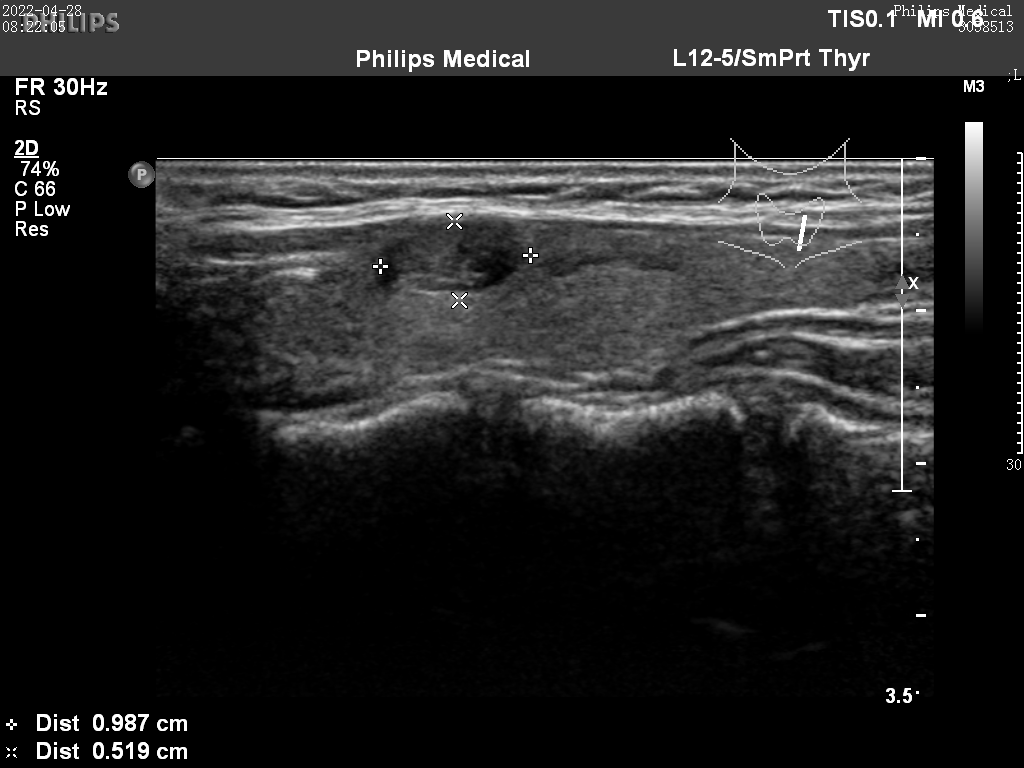 2022-04-28
08:22:05
PHILIPS
Philips Medical
L12-5/SmPrt Thyr
TIS0.1 MI 0.6
Philips Medical
;L
FR 30Hz
RS
M3
2D
74%
C 66
P Low
Res
P
X
30
3.5
Dist 0.987 cm
Dist 0.519 cm